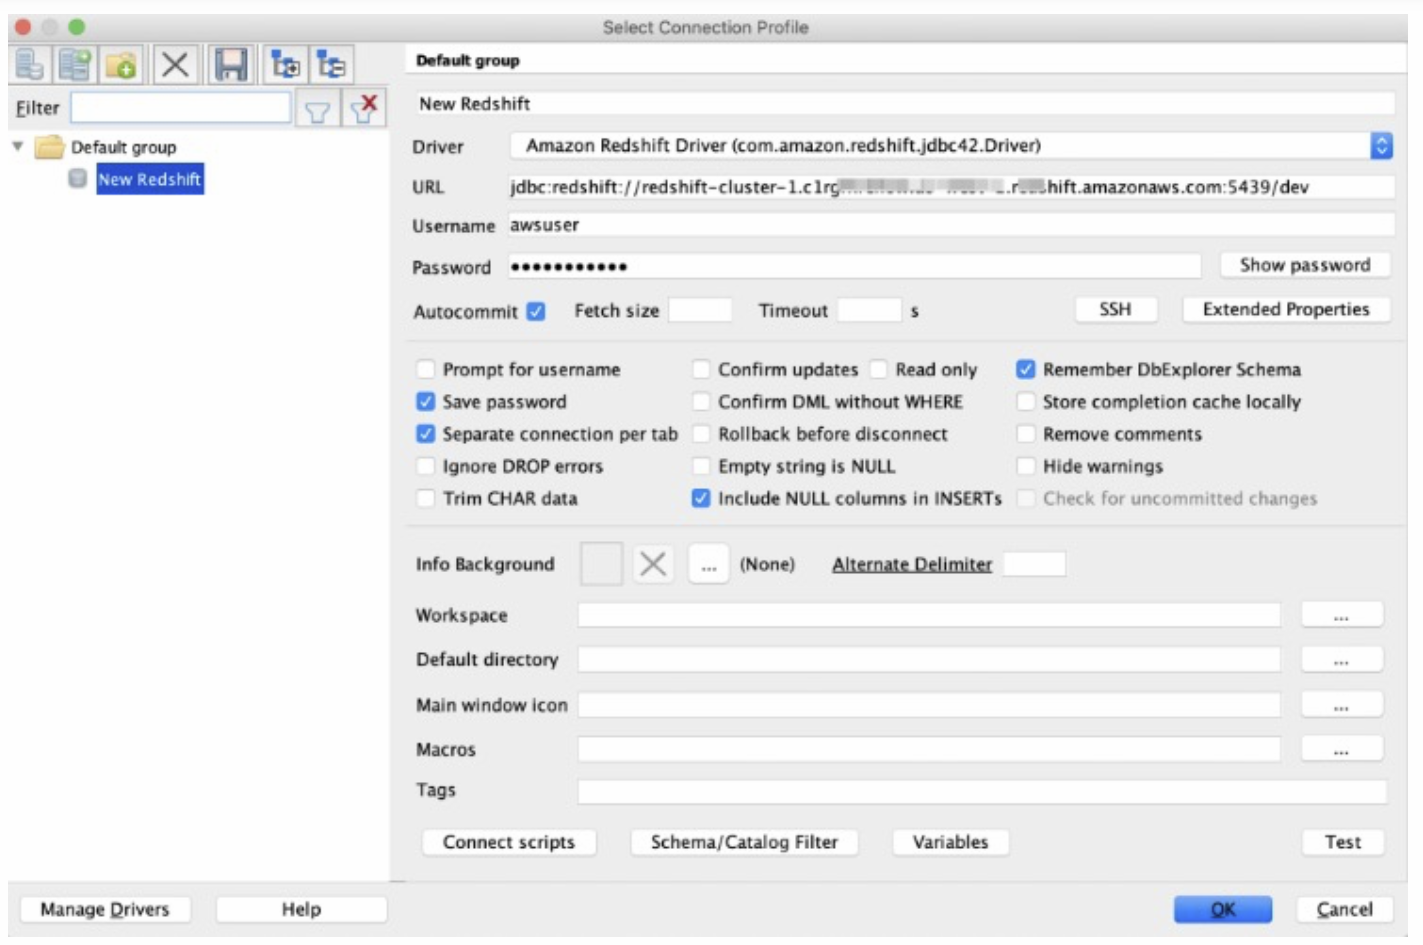 Select Connection Profile
Default group
Filter
New Redshift
Default group
Driver Amazon Redshift Driver (com.amazon.redshift.jdbc42.Driver)
New Redshift
URL jdbc:redshift://redshift-cluster-1.c1rg shift.amazonaws.com:5439/dev
Username awsuser
Password ••••••••••• Show password
Autocommit Fetch size Timeout s SSH Extended Properties
Prompt for username Confirm updates Read only Remember DbExplorer Schema
Save password Confirm DML without WHERE Store completion cache locally
Separate connection per tab Rollback before disconnect Remove comments
Ignore DROP errors Empty string is NULL Hide warnings
Trim CHAR data Include NULL columns in INSERTs Check for uncommitted changes
Info Background ... (None) Alternate Delimiter
Workspace ...
Default directory ...
Main window icon ...
Macros ...
Tags
Connect scripts Schema/Catalog Filter Variables Test
Manage Drivers Help OK Cancel